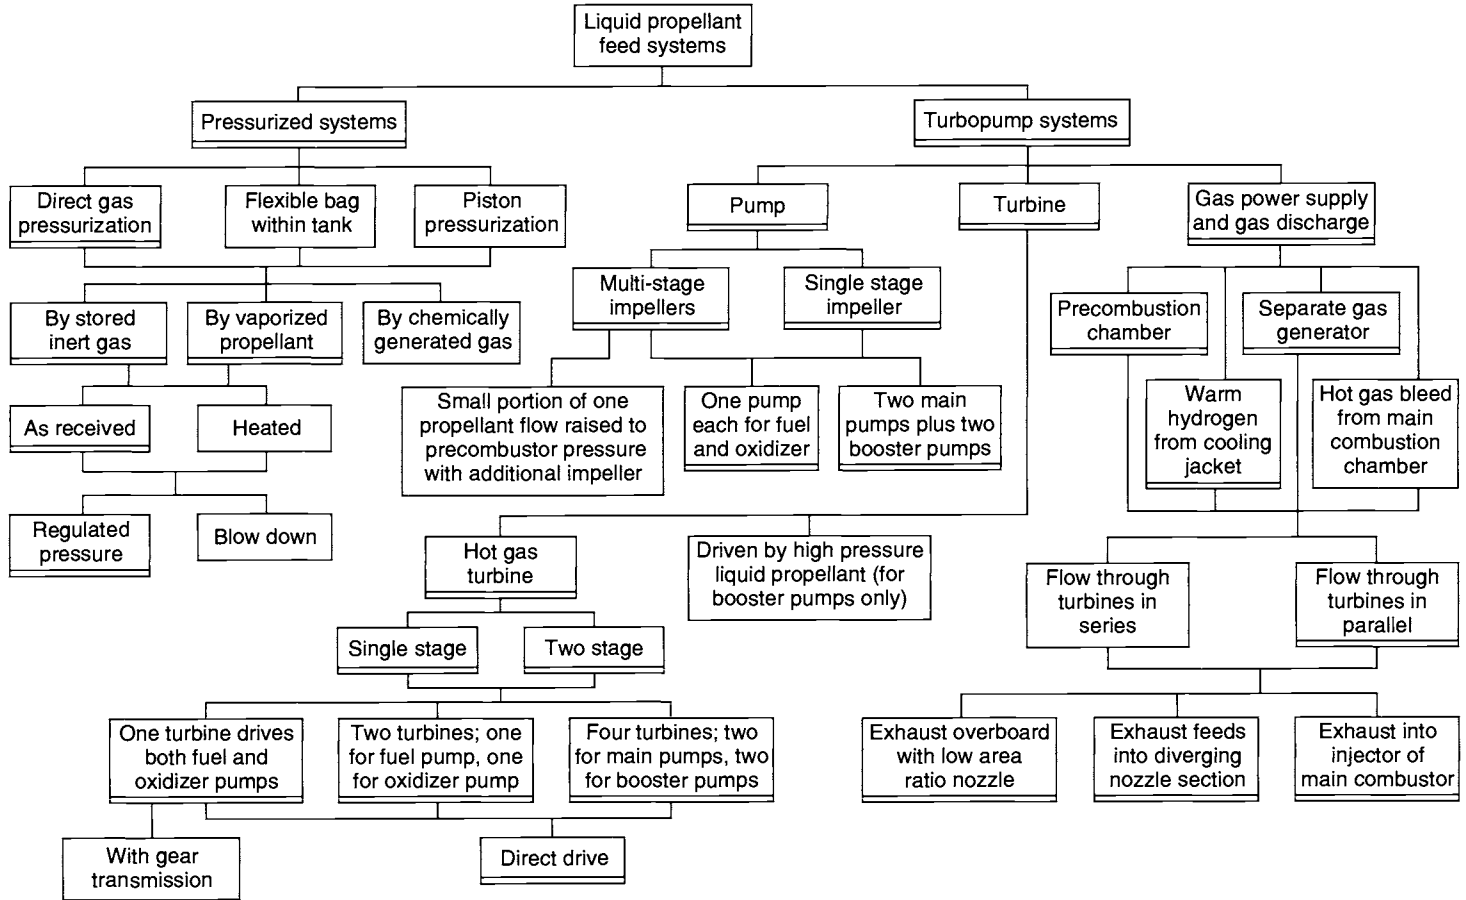 Liquid propellant
feed systems
Pressurized systems
Turbopump systems
Direct gas
pressurization
Flexible bag
within tank
Piston
pressurization
Pump
Turbine
Gas power supply
and gas discharge
By stored
inert gas
By vaporized
propellant
By chemically
generated gas
Multi-stage
impellers
Single stage
impeller
Precombustion
chamber
Separate gas
generator
As received
Heated
Small portion of one
propellant flow raised to
precombustor pressure
with additional impeller
One pump
each for fuel
and oxidizer
Two main
pumps plus two
booster pumps
Warm
hydrogen
from cooling
jacket
Hot gas bleed
from main
combustion
chamber
Regulated
pressure
Blow down
Hot gas
turbine
Driven by high pressure
liquid propellant (for
booster pumps only)
Flow through
turbines in
series
Flow through
turbines in
parallel
Single stage
Two stage
One turbine drives
both fuel and
oxidizer pumps
Two turbines; one
for fuel pump, one
for oxidizer pump
Four turbines; two
for main pumps, two
for booster pumps
Exhaust overboard
with low area
ratio nozzle
Exhaust feeds
into diverging
nozzle section
Exhaust into
injector of
main combustor
With gear
transmission
Direct drive